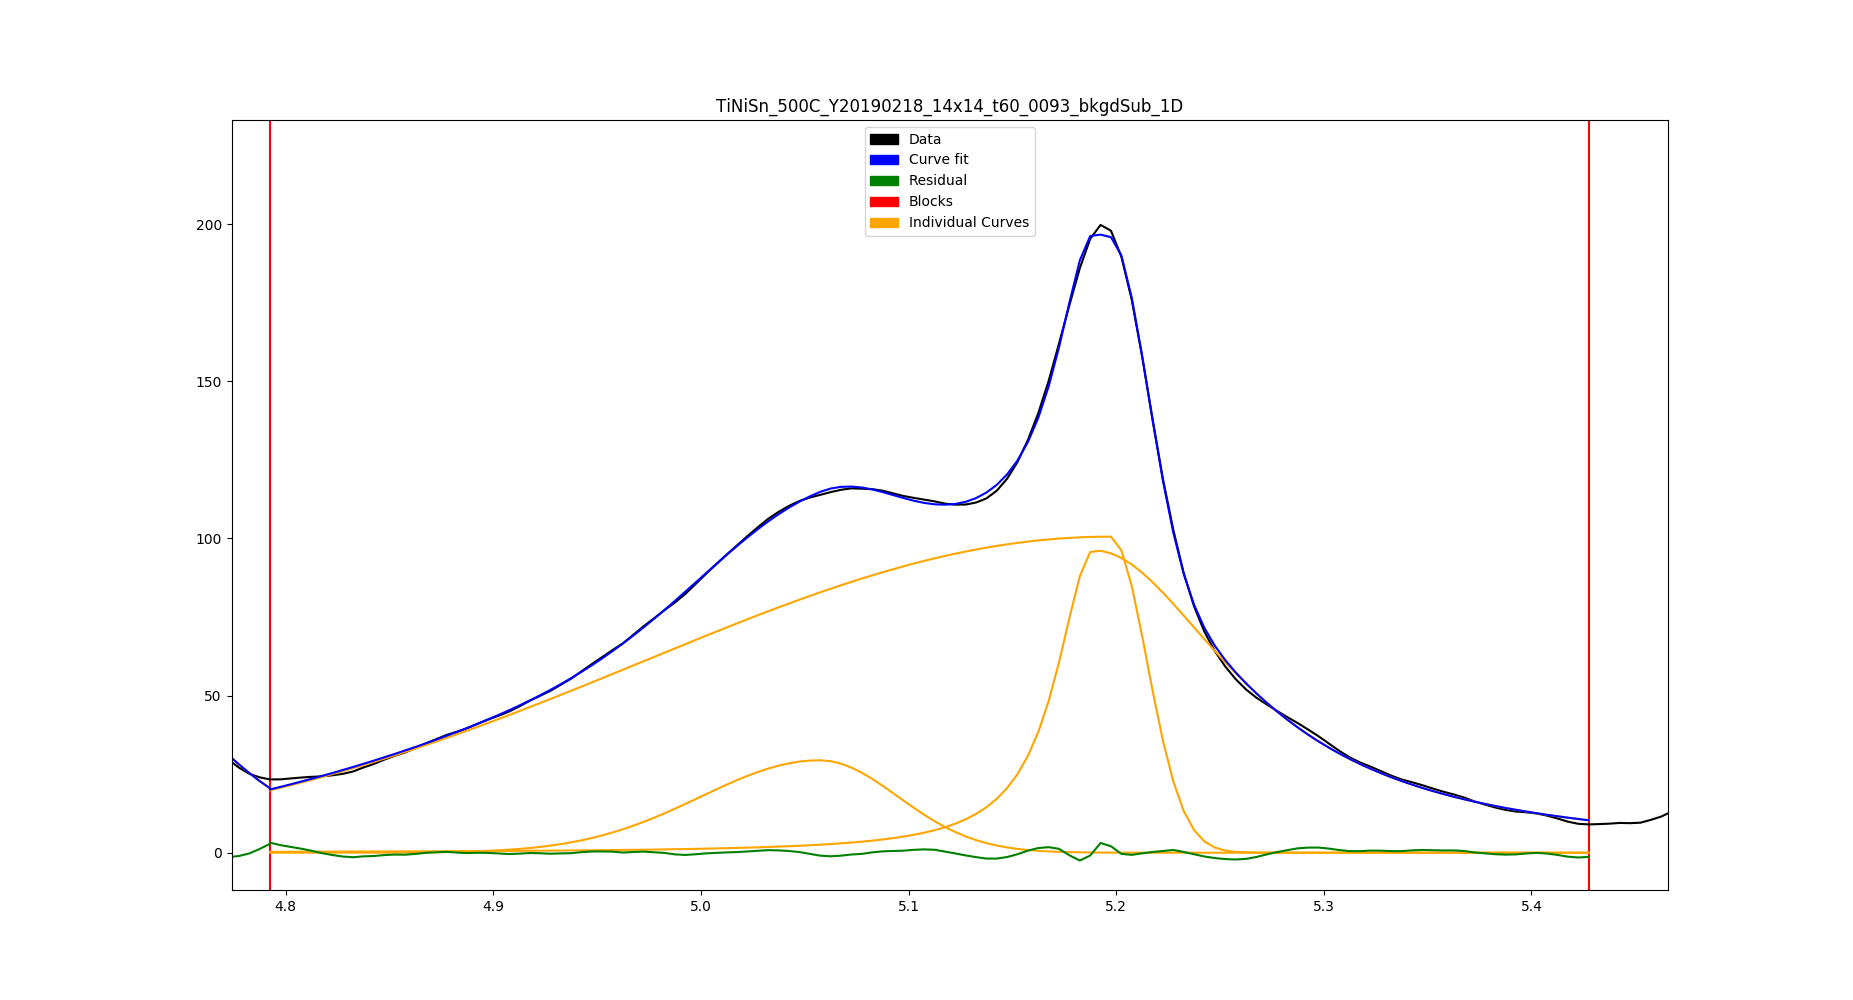 TiNiSn_500C_Y20190218_14x14_t60_0093_bkgdSub_1D
Data
Curve fit
Residual
Blocks
Individual Curves
200
150
100
50
0
4.8 4.9 5.0 5.1 5.2 5.3 5.4